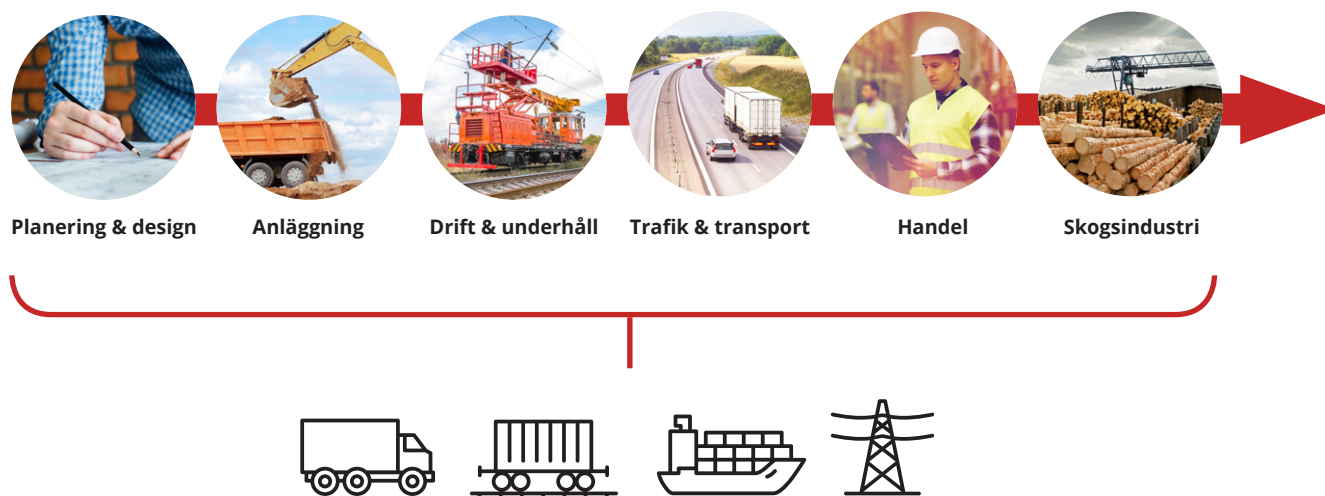 Planering & design
Anläggning
Drift & underhåll
Trafik & transport
Handel
Skogsindustri